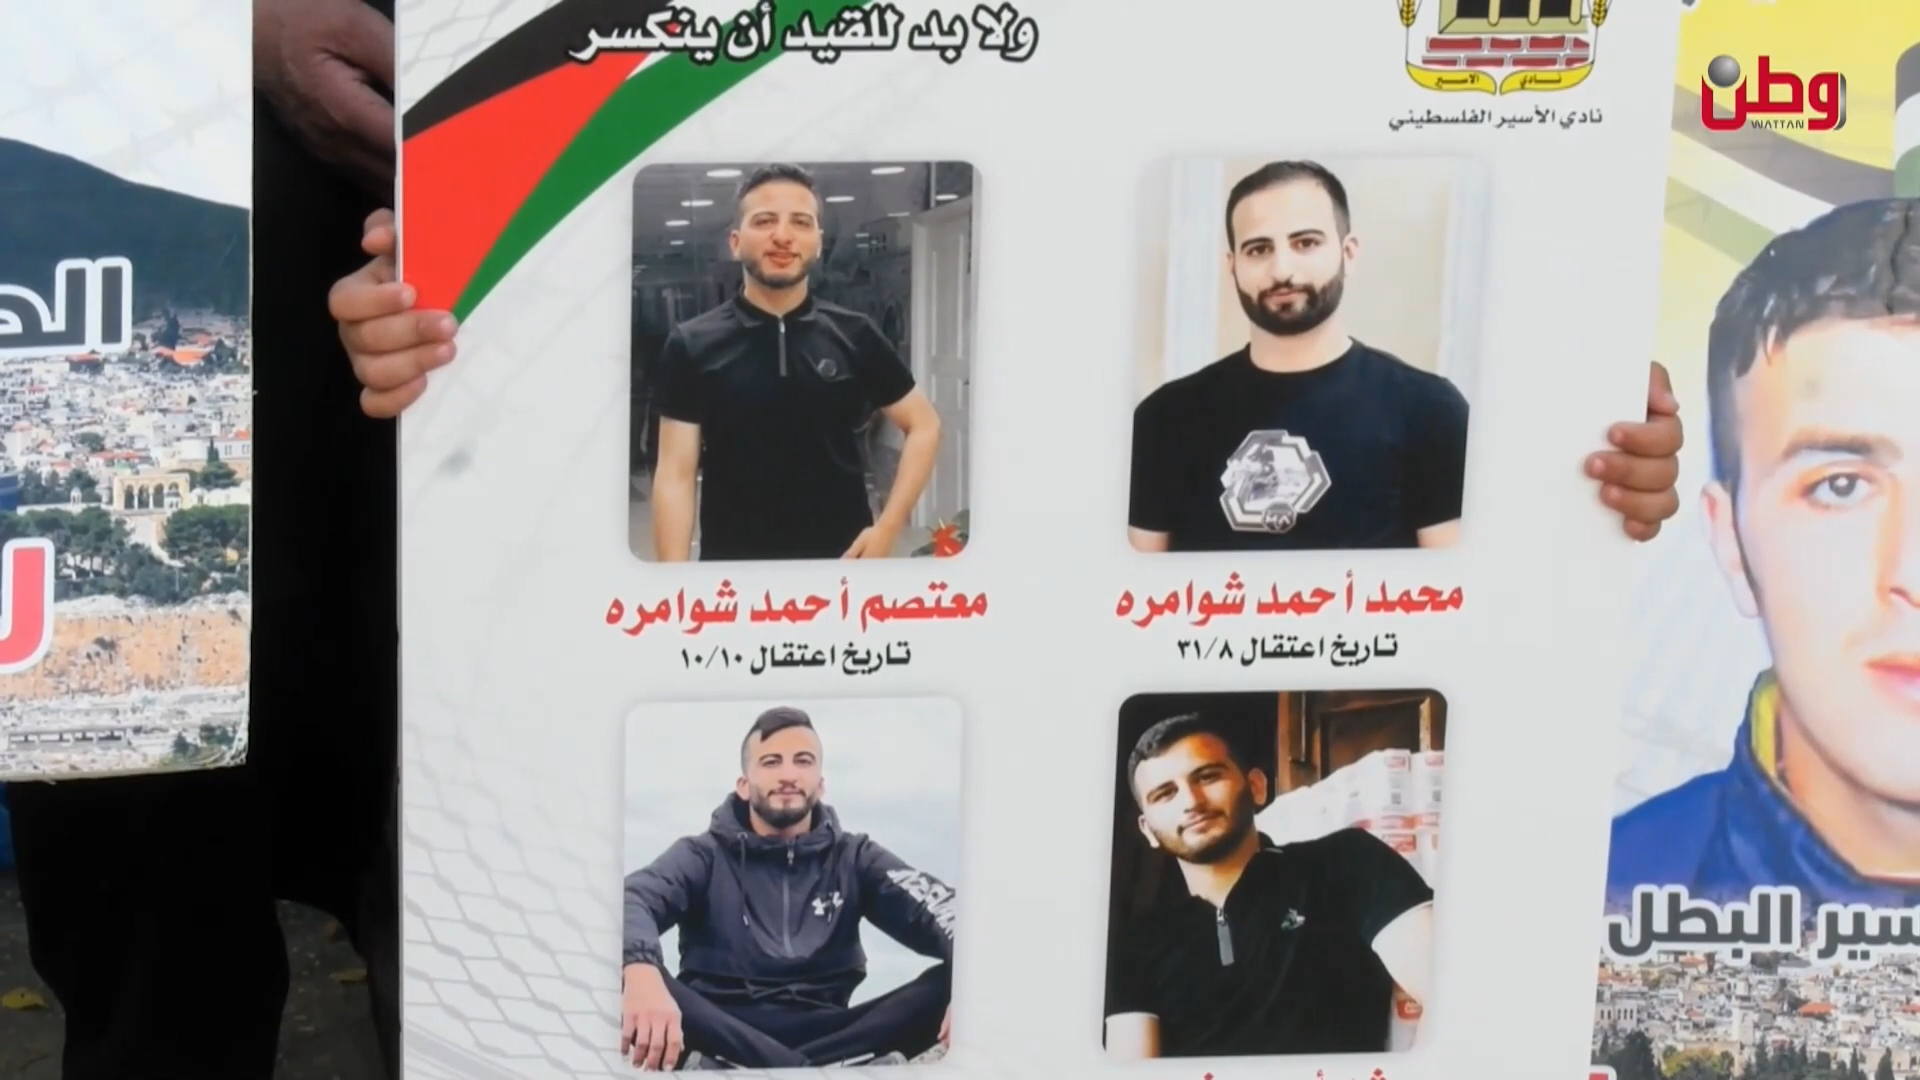 ولا بد للقيد أن ينكسر
نادي الأسير
نادي الأسير الفلسطيني
وطن
WATTAN
محمد أحمد شوامره
تاريخ اعتقال ٣١/٨
معتصم أحمد شوامره
تاريخ اعتقال ١٠/١٠
البطل